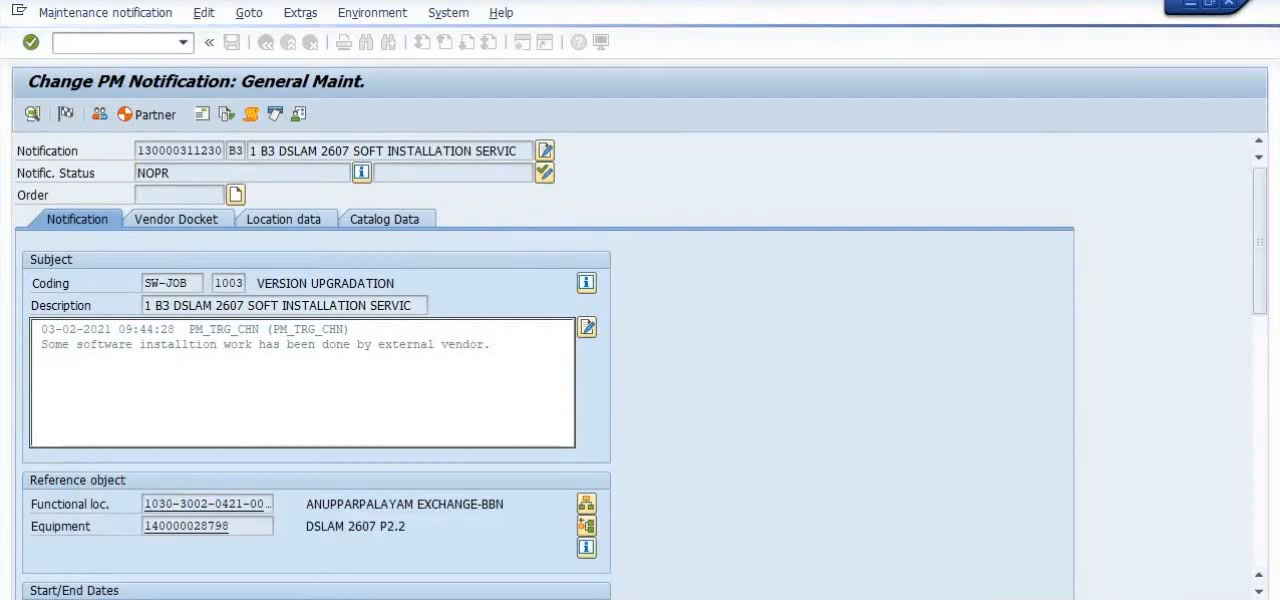 Maintenance notification Edit Goto Extras Environment System Help
Change PM Notification: General Maint.
Partner
Notification 130000311230 B3 1 B3 DSLAM 2607 SOFT INSTALLATION SERVIC
Notific. Status NOPR
Order
Notification Vendor Docket Location data Catalog Data
Subject
Coding SW-JOB 1003 VERSION UPGRADATION
Description 1 B3 DSLAM 2607 SOFT INSTALLATION SERVIC
03-02-2021 09:44:28 PM_TRG_CHN (PM_TRG_CHN)
Some software installtion work has been done by external vendor.
Reference object
Functional loc. 1030-3002-0421-00... ANUPPARPALAYAM EXCHANGE-BBN
Equipment 140000028798 DSLAM 2607 P2.2
Start/End Dates